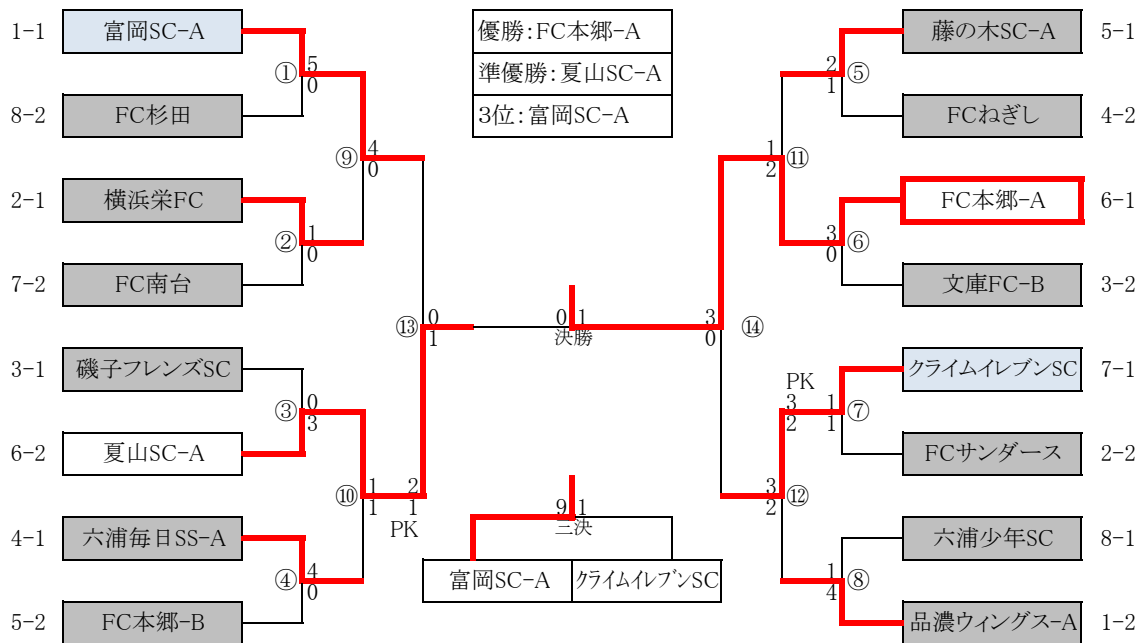 1-1 富岡SC-A
① 5 0
8-2 FC杉田
⑨ 4 0
2-1 横浜栄FC
② 1 0
7-2 FC南台
⑬ 0 1
3-1 磯子フレンズSC
③ 0 3
6-2 夏山SC-A
⑩ 1 1 2 1
PK
4-1 六浦毎日SS-A
④ 4 0
5-2 FC本郷-B
優勝：FC本郷-A
準優勝：夏山SC-A
3位：富岡SC-A
0 1
決勝
9 1
三決
富岡SC-A クライムイレブンSC
藤の木SC-A 5-1
2 1 ⑤
FCねぎし 4-2
1 2 ⑪
FC本郷-A 6-1
3 0 ⑥
文庫FC-B 3-2
3 0 ⑭
クライムイレブンSC 7-1
PK
3 2 1 1 ⑦
FCサンダース 2-2
3 2 ⑫
六浦少年SC 8-1
1 4 ⑧
品濃ウィングス-A 1-2